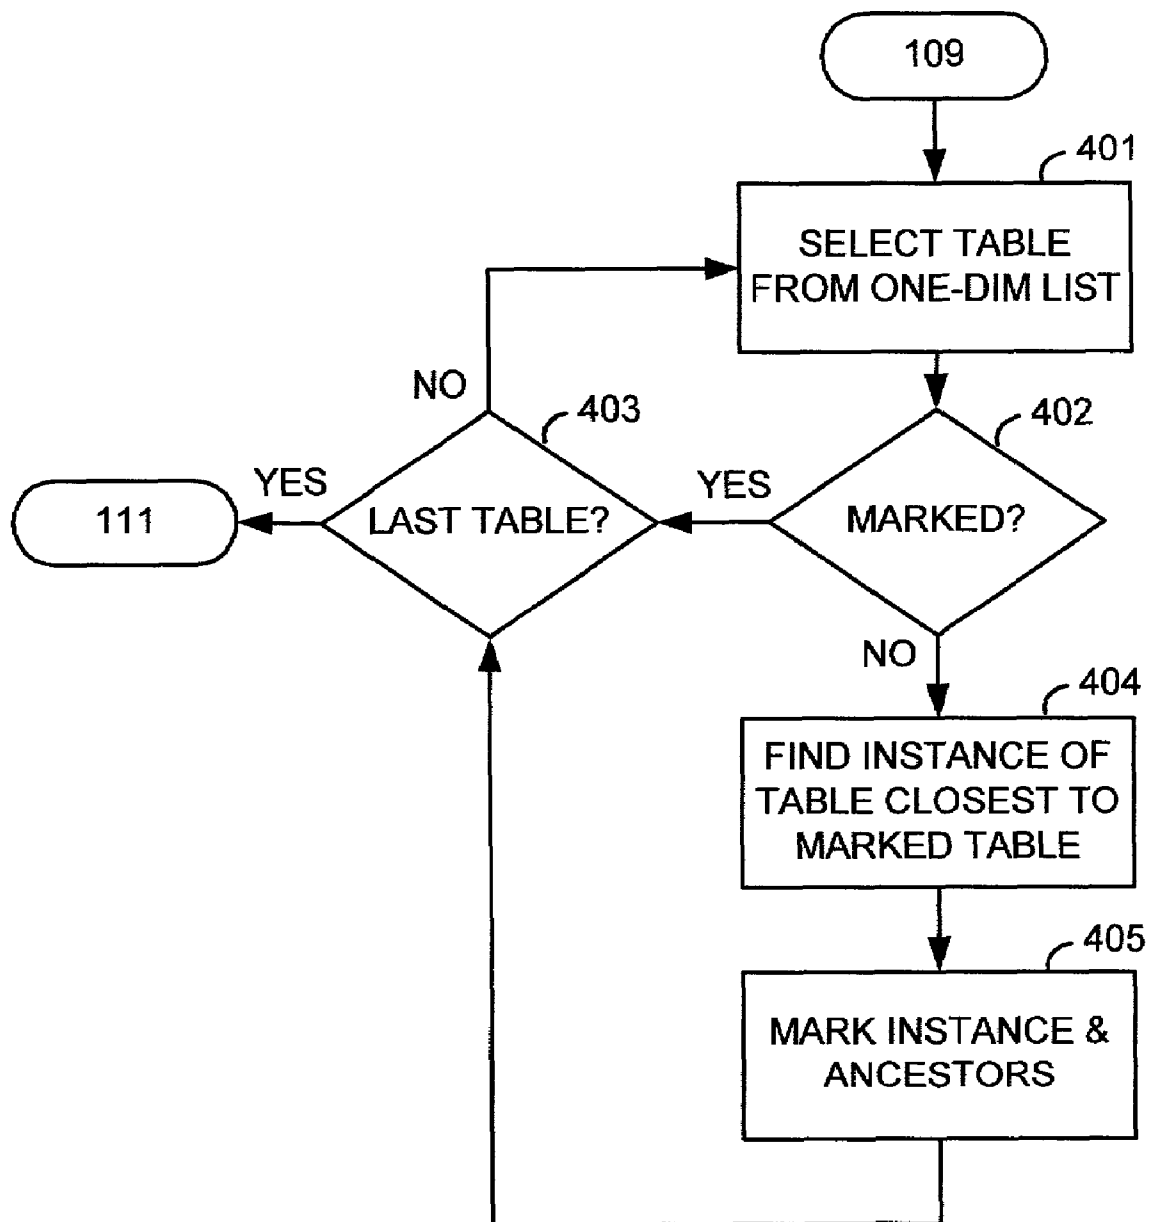 109
401
SELECT TABLE
FROM ONE-DIM LIST
NO
403
402
YES
YES
111
LAST TABLE?
MARKED?
NO
404
FIND INSTANCE OF
TABLE CLOSEST TO
MARKED TABLE
405
MARK INSTANCE &
ANCESTORS